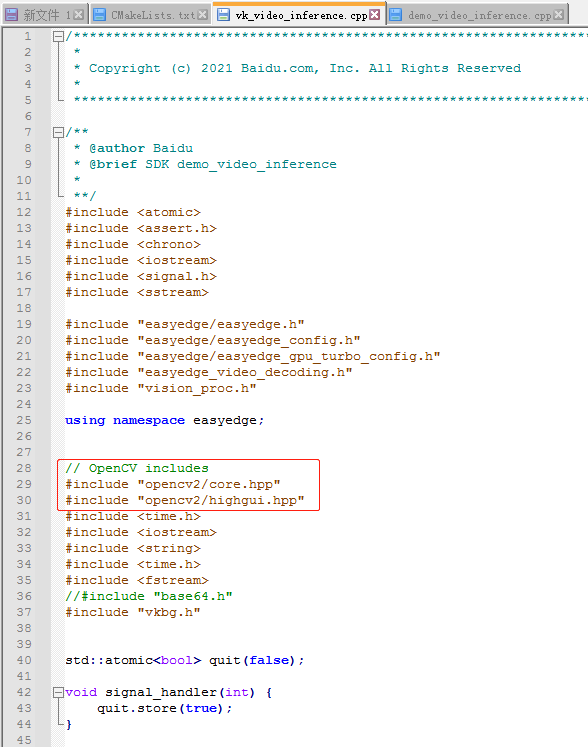 新文件 1 CMakeLists.txt vk_video_inference.cpp demo_video_inference.cpp
1 /*****************************************************************
2 *
3 * Copyright (c) 2021 Baidu.com, Inc. All Rights Reserved
4 *
5 *****************************************************************
6
7 /**
8 * @author Baidu
9 * @brief SDK demo_video_inference
10 *
11 **/
12 #include <atomic>
13 #include <assert.h>
14 #include <chrono>
15 #include <iostream>
16 #include <signal.h>
17 #include <sstream>
18
19 #include "easyedge/easyedge.h"
20 #include "easyedge/easyedge_config.h"
21 #include "easyedge/easyedge_gpu_turbo_config.h"
22 #include "easyedge_video_decoding.h"
23 #include "vision_proc.h"
24
25 using namespace easyedge;
26
27
28 // OpenCV includes
29 #include "opencv2/core.hpp"
30 #include "opencv2/highgui.hpp"
31 #include <time.h>
32 #include <iostream>
33 #include <string>
34 #include <time.h>
35 #include <fstream>
36 //#include "base64.h"
37 #include "vkbg.h"
38
39
40 std::atomic<bool> quit(false);
41
42 void signal_handler(int) {
43 quit.store(true);
44 }
45